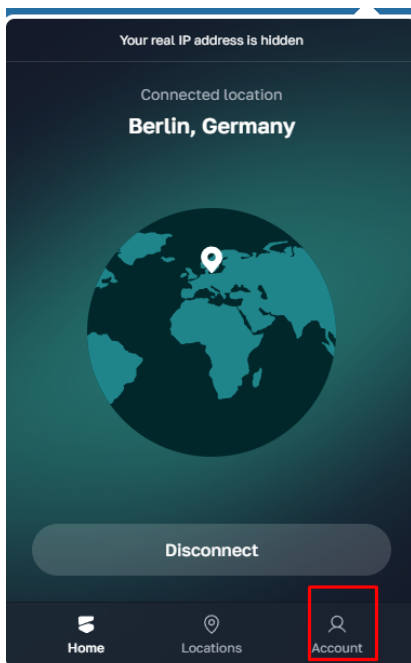 Your real IP address is hidden
Connected location
Berlin, Germany
Disconnect
Home Locations Account